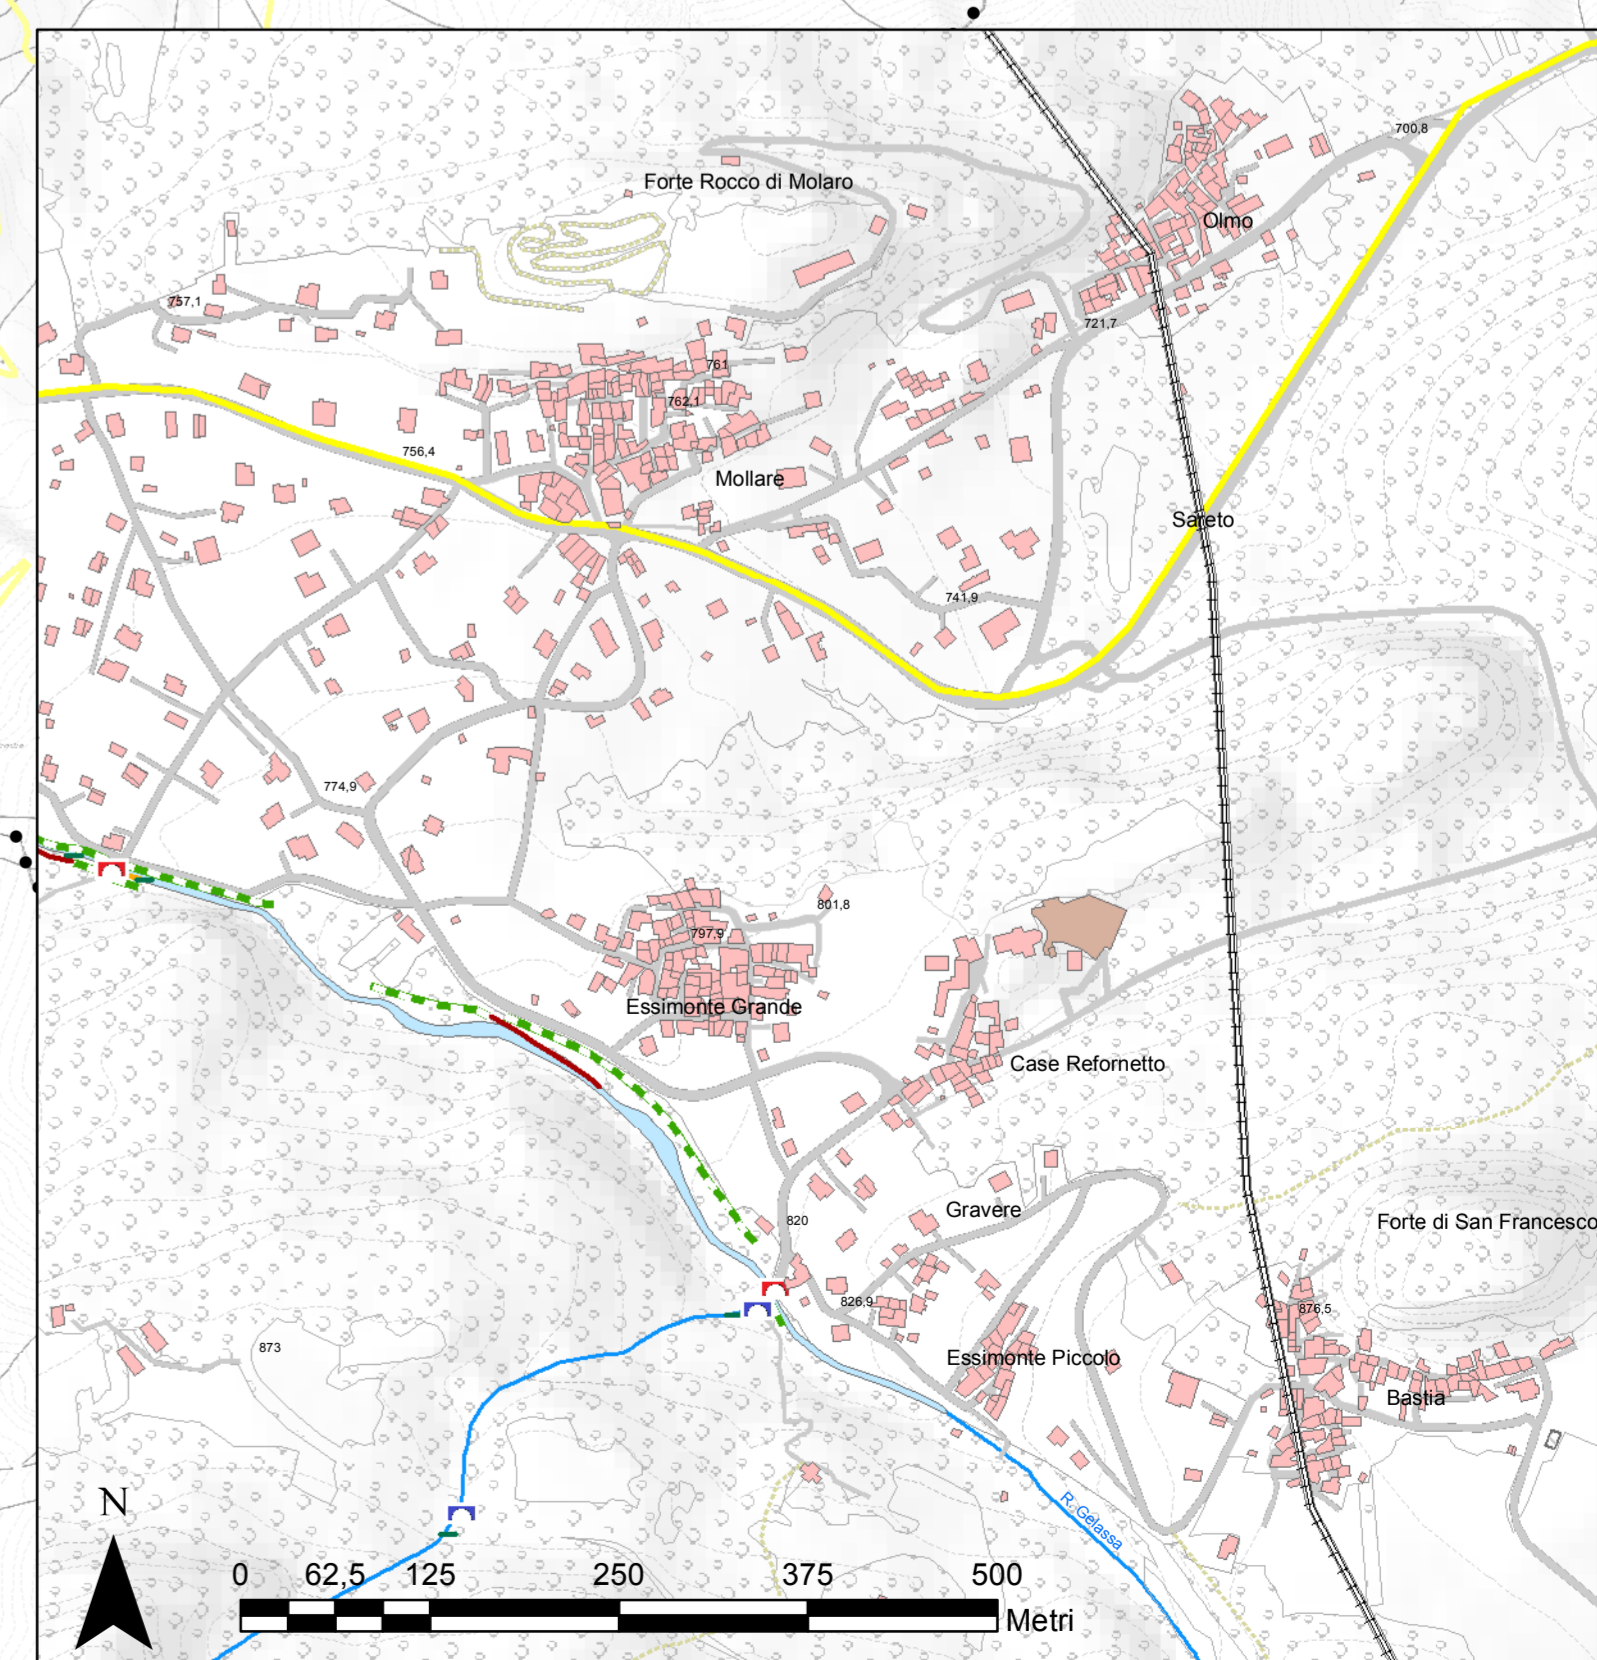 700,8
Forte Rocco di Molaro
Olmo
757,1
721,7
761
762,1
756,4
Mollare
Sareto
741,9
774,9
801,8
797,9
Essimonte Grande
Case Refornetto
Gravere
820
Forte di San Francesco
826,9
876,5
873
Essimonte Piccolo
Bastia
R. Gelassa
N
0 62,5 125 250 375 500
Metri